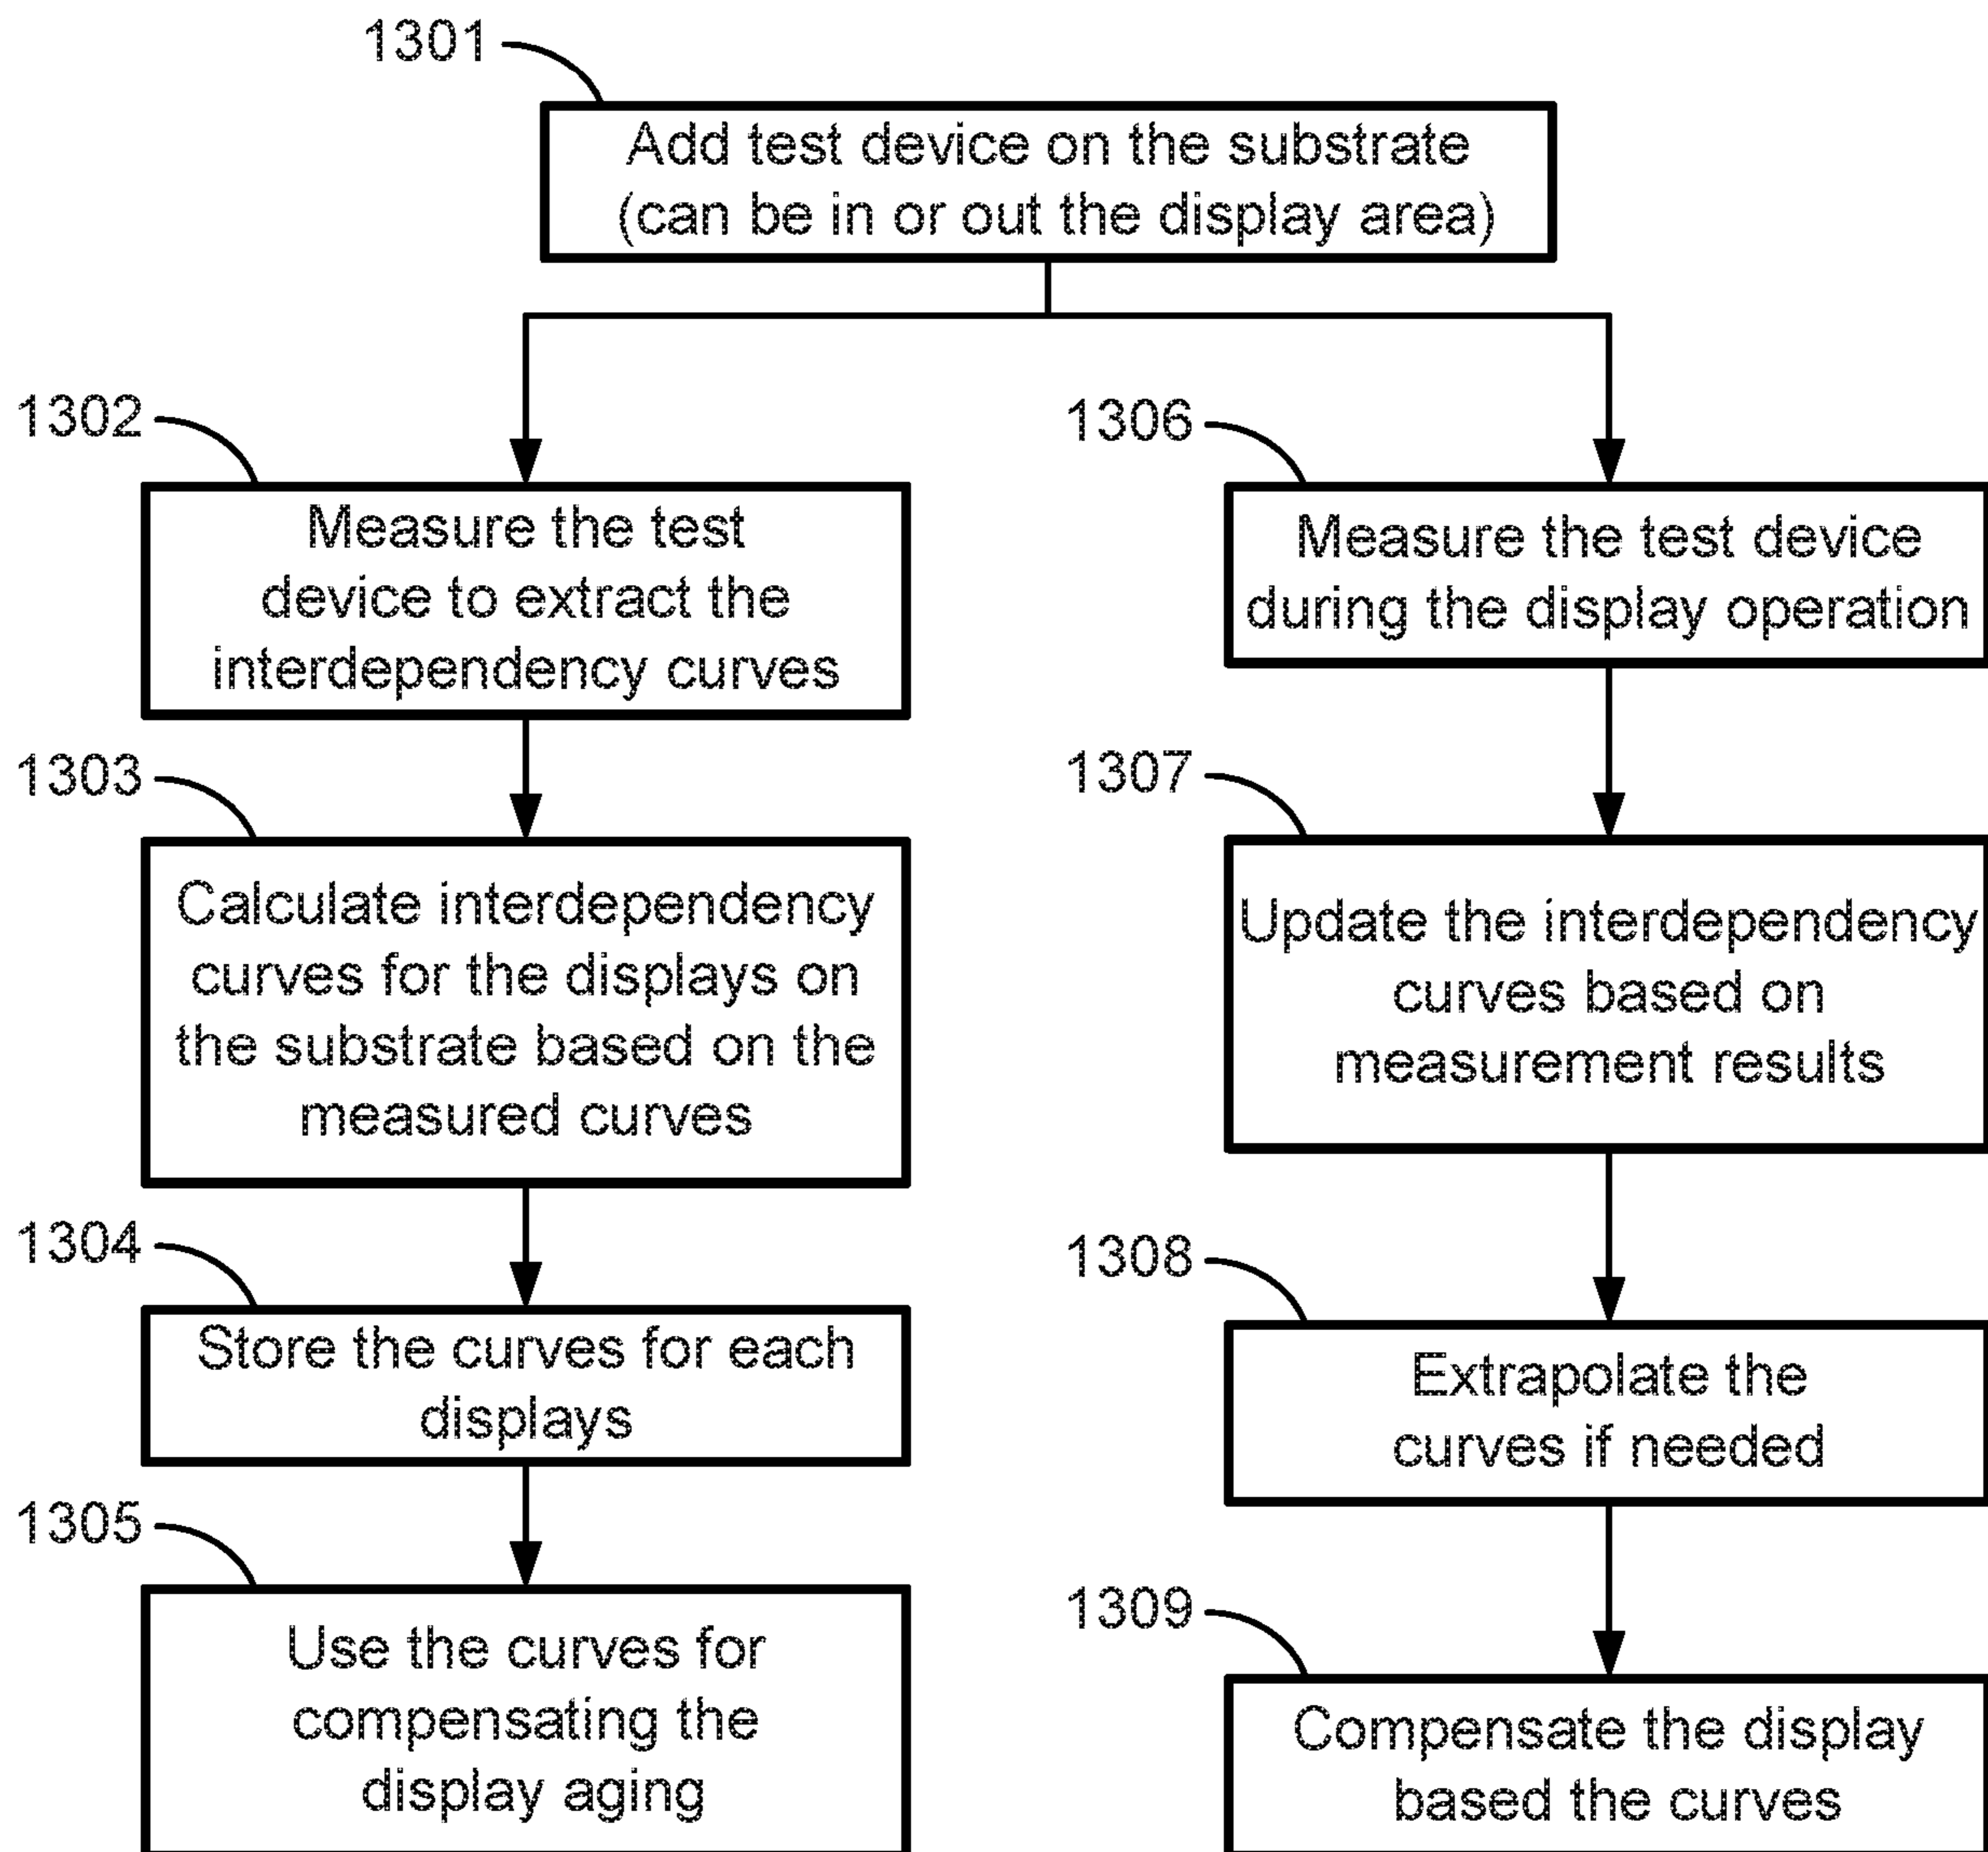 1301
Add test device on the substrate
(can be in or out the display area)
1302
Measure the test
device to extract the
interdependency curves
1303
Calculate interdependency
curves for the displays on
the substrate based on the
measured curves
1304
Store the curves for each
displays
1305
Use the curves for
compensating the
display aging
1306
Measure the test device
during the display operation
1307
Update the interdependency
curves based on
measurement results
1308
Extrapolate the
curves if needed
1309
Compensate the display
based the curves